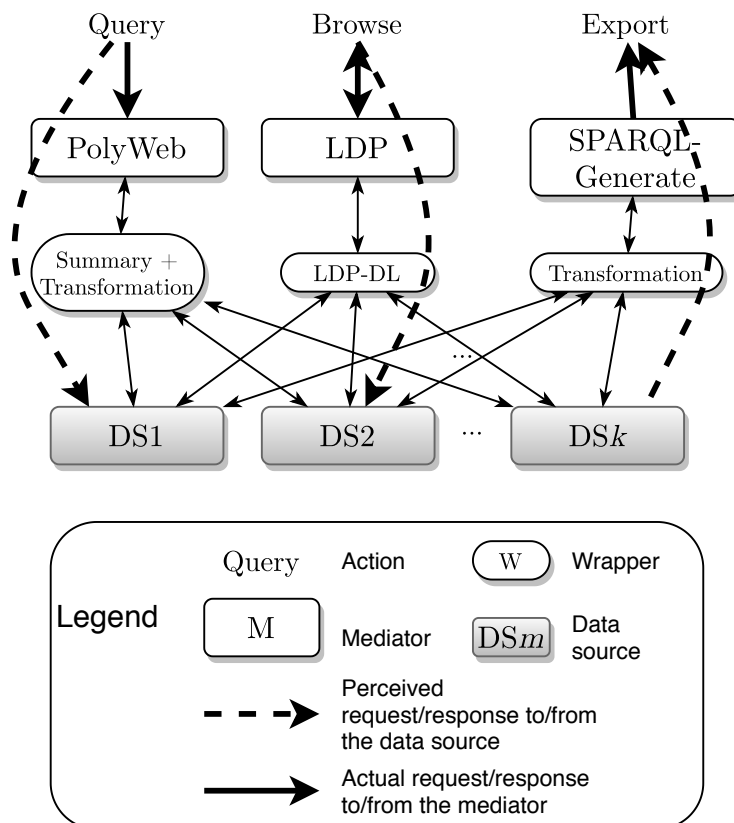 Query
Browse
Export
PolyWeb
LDP
SPARQL-
Generate
Summary +
Transformation
LDP-DL
Transformation
...
DS1
DS2
...
DSk
Legend
Query
Action
W
Wrapper
M
Mediator
DSm
Data
source
Perceived
request/response to/from
the data source
Actual request/response
to/from the mediator